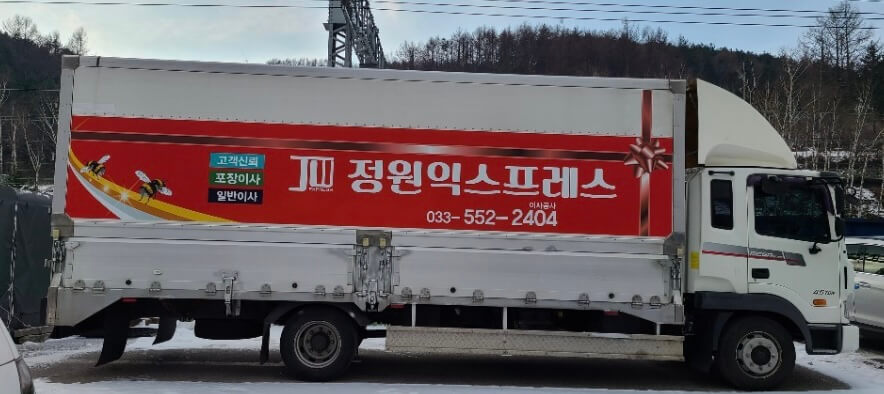 고객신뢰
포장이사
일반이사
정원익스프레스
이사공사
033-552-2404